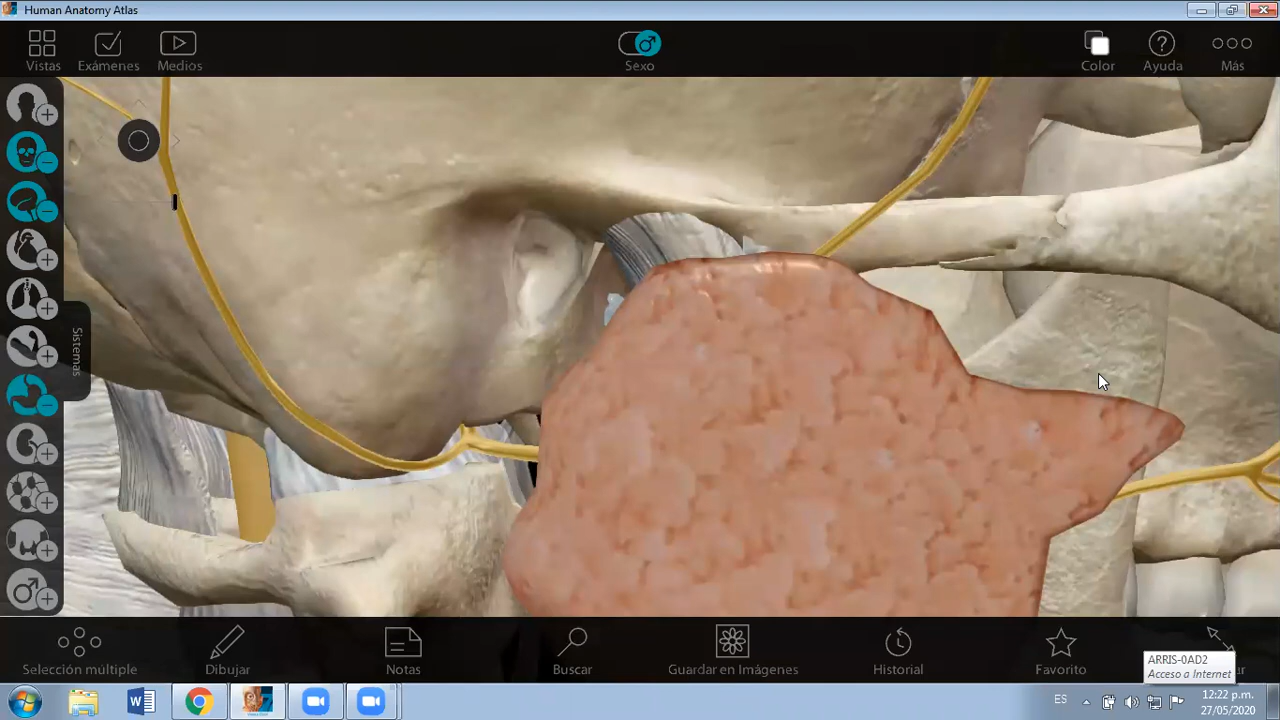 Human Anatomy Atlas
Vistas
Exámenes
Medios
Sexo
Color
Ayuda
Más
Sistemas
Selección múltiple
Dibujar
Notas
Buscar
Guardar en Imágenes
Historial
Favorito
ARRIS-0AD2
Acceso a Internet
ES
12:22 p.m.
27/05/2020